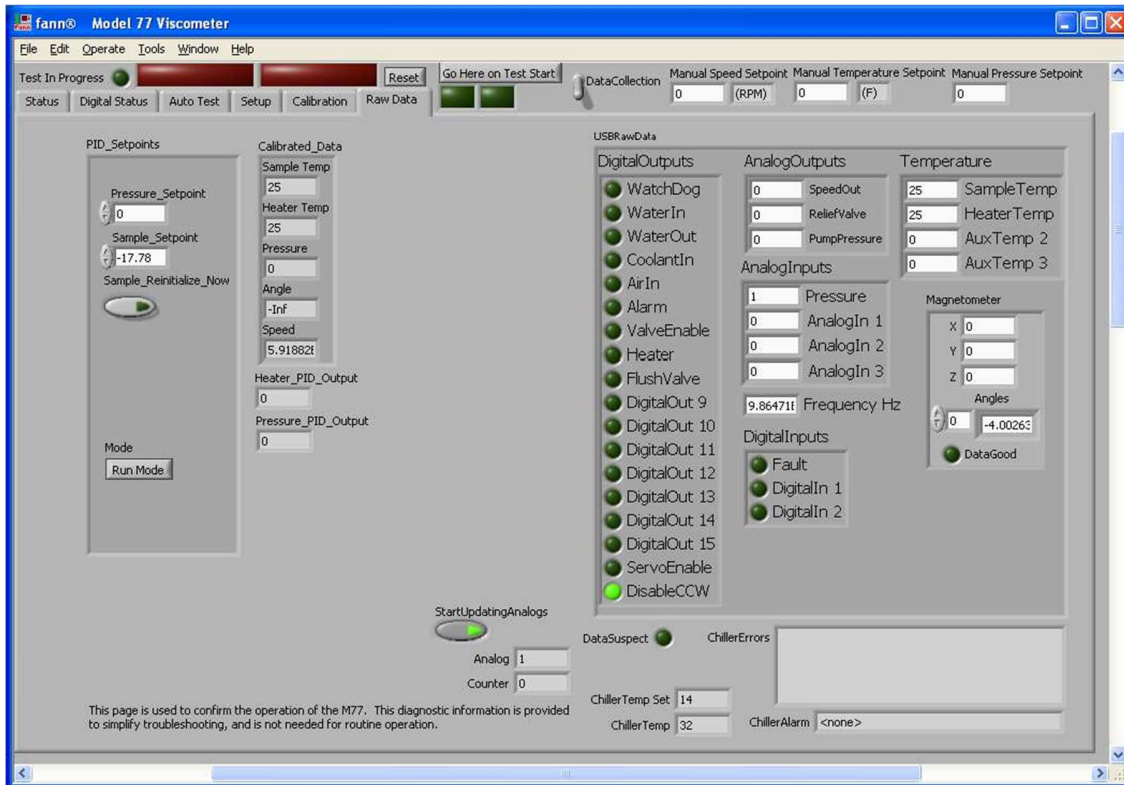 fann® Model 77 Viscometer
File Edit Operate Tools Window Help
Test In Progress
Reset
Go Here on Test Start
DataCollection
Manual Speed Setpoint
0 (RPM)
Manual Temperature Setpoint
0 (F)
Manual Pressure Setpoint
0
Status Digital Status Auto Test Setup Calibration Raw Data
PID_Setpoints
Pressure_Setpoint
0
Sample_Setpoint
-17.78
Sample_Reinitialize_Now
Mode
Run Mode
Calibrated_Data
Sample Temp
25
Heater Temp
25
Pressure
0
Angle
-Inf
Speed
5.91882
Heater_PID_Output
0
Pressure_PID_Output
0
USBRawData
DigitalOutputs
WatchDog
WaterIn
WaterOut
CoolantIn
AirIn
Alarm
ValveEnable
Heater
FlushValve
DigitalOut 9
DigitalOut 10
DigitalOut 11
DigitalOut 12
DigitalOut 13
DigitalOut 14
DigitalOut 15
ServoEnable
DisableCCW
AnalogOutputs
0 SpeedOut
0 ReliefValve
0 PumpPressure
AnalogInputs
1 Pressure
0 AnalogIn 1
0 AnalogIn 2
0 AnalogIn 3
9.86471 Frequency Hz
DigitalInputs
Fault
DigitalIn 1
DigitalIn 2
Temperature
25 SampleTemp
25 HeaterTemp
0 AuxTemp 2
0 AuxTemp 3
Magnetometer
X 0
Y 0
Z 0
Angles
0 -4.0026
DataGood
StartUpdatingAnalogs
Analog 1
Counter 0
DataSuspect
ChillerErrors
ChillerTemp Set 14
ChillerTemp 32
ChillerAlarm <none>
This page is used to confirm the operation of the M77. This diagnostic information is provided
to simplify troubleshooting, and is not needed for routine operation.